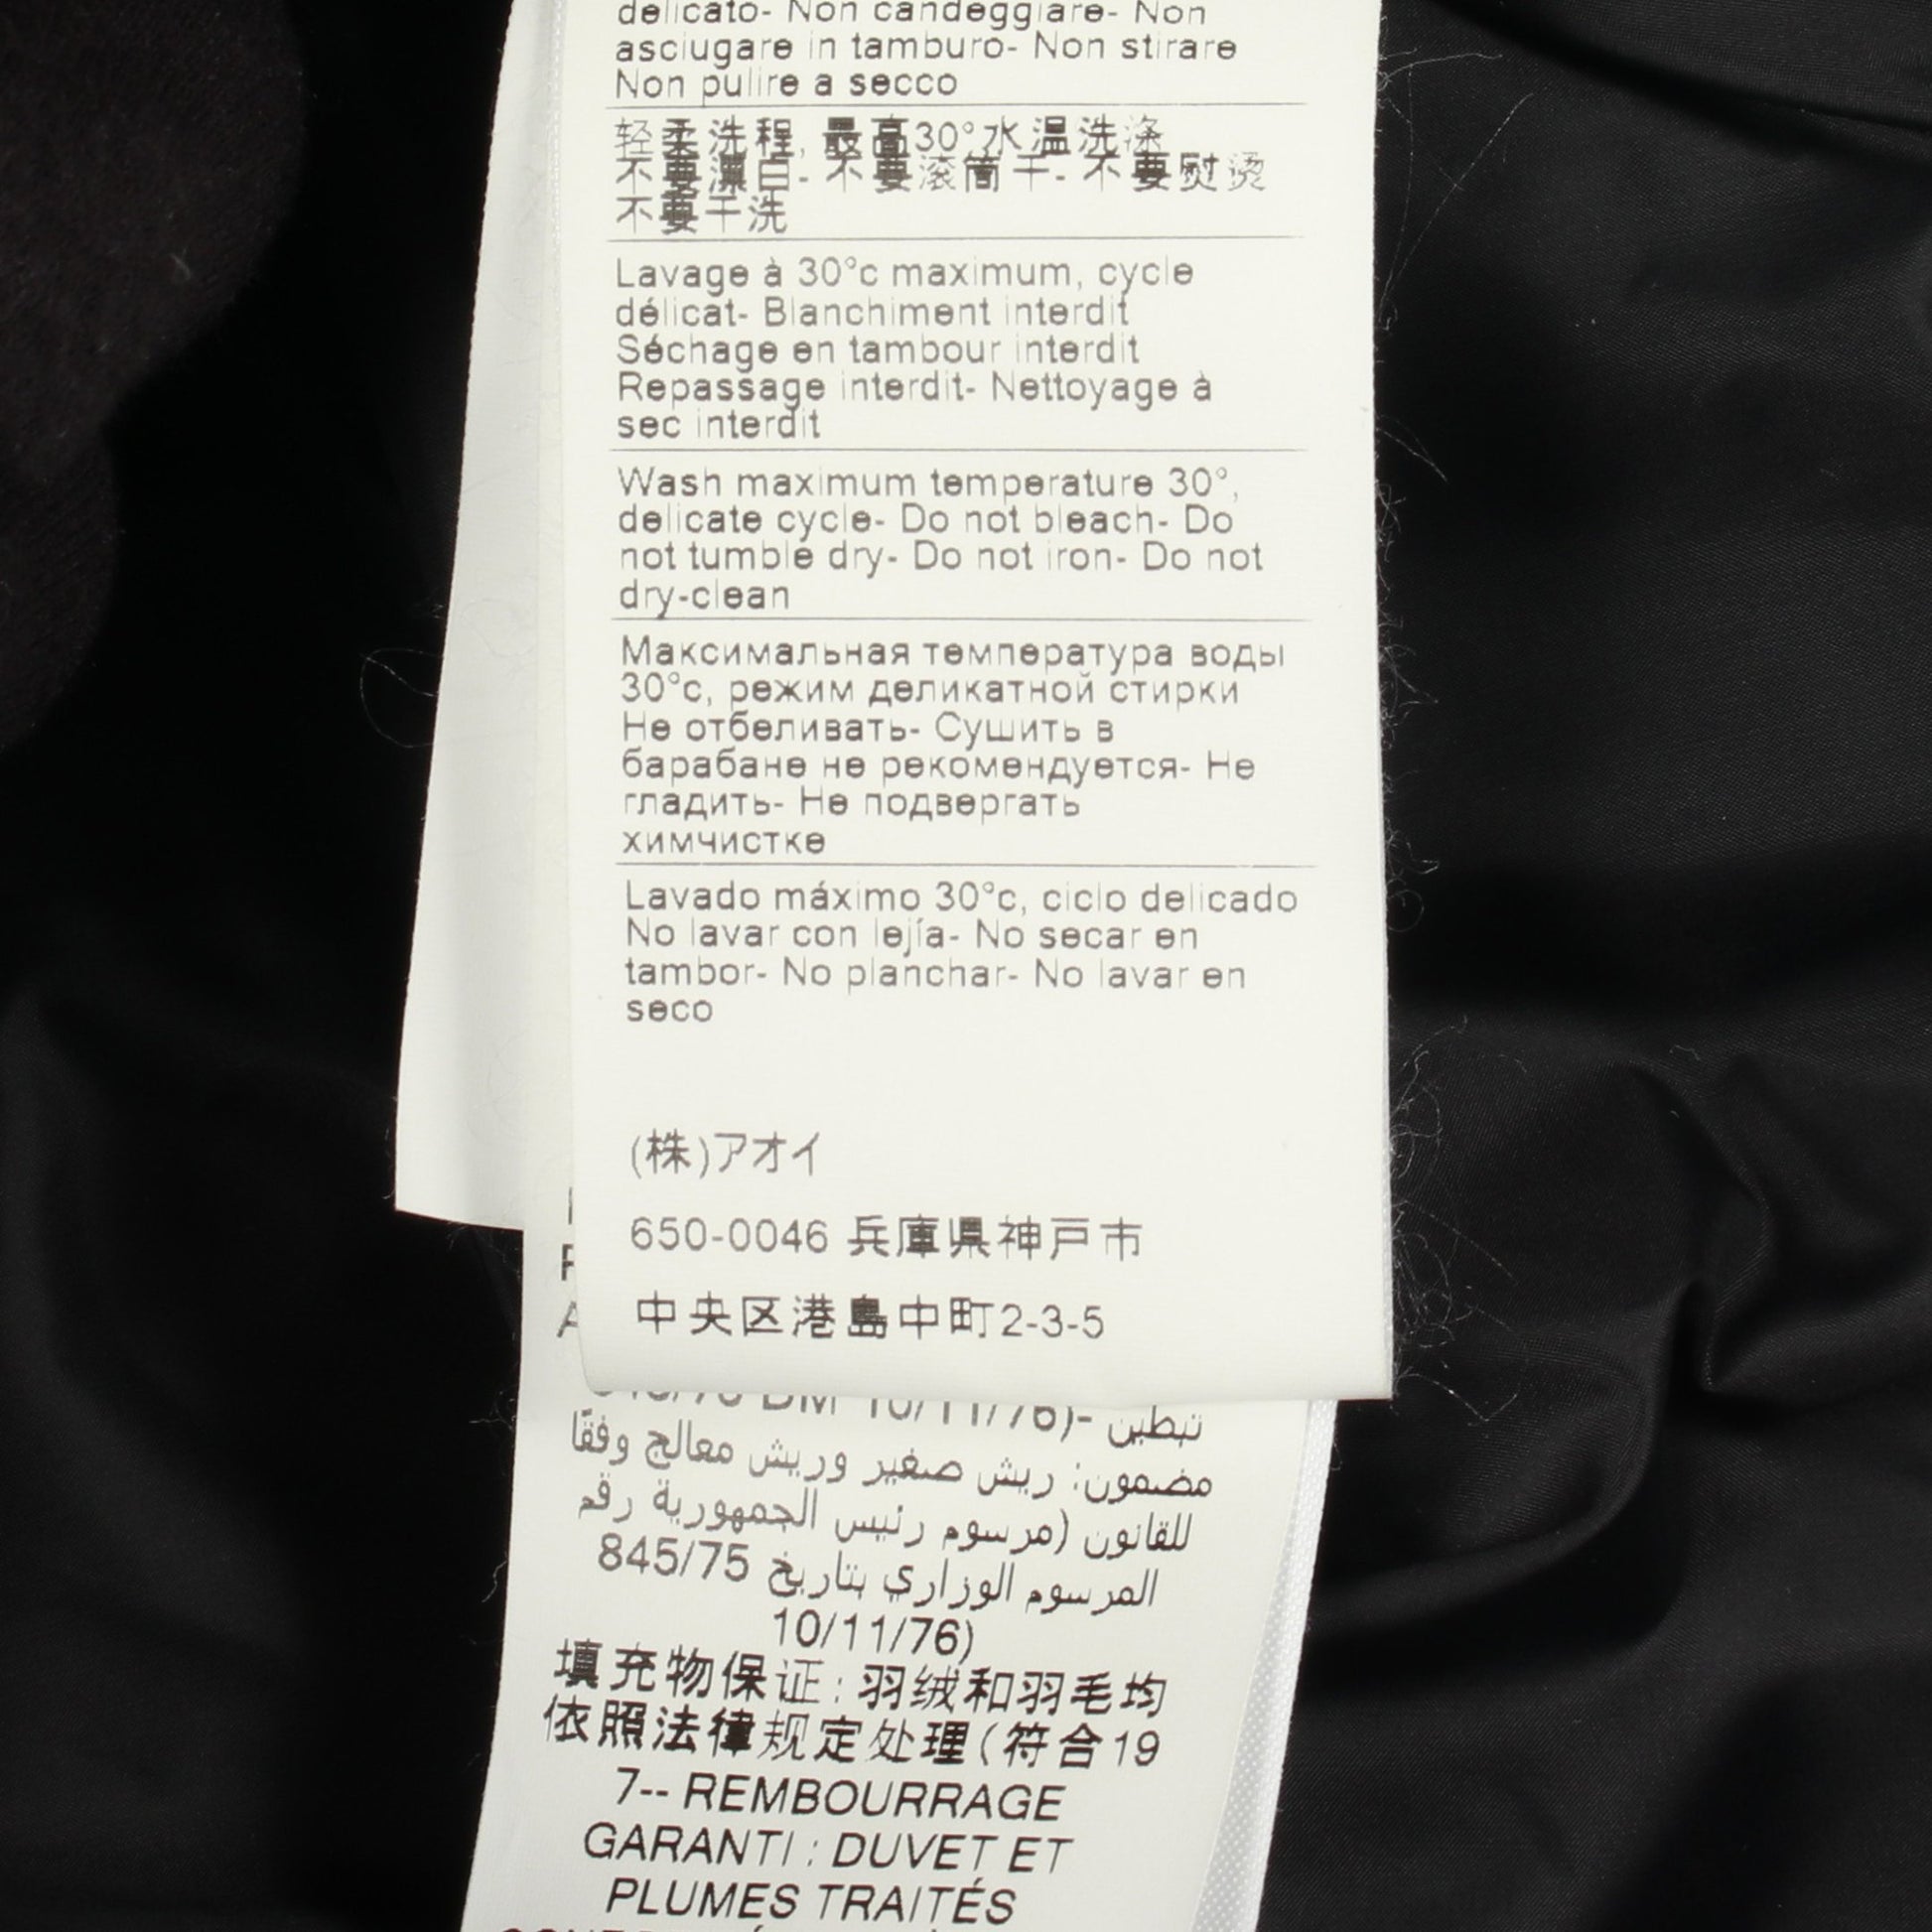 delicato- Non candeggiare- Non
asciugare in tamburo- Non stirare
Non pulire a secco
轻柔洗程, 最高30°水温洗涤
不要漂白- 不要滚筒干- 不要熨烫
不要干洗
Lavage à 30°c maximum, cycle
délicat- Blanchiment interdit
Séchage en tambour interdit
Repassage interdit- Nettoyage à
sec interdit
Wash maximum temperature 30°,
delicate cycle- Do not bleach- Do
not tumble dry- Do not iron- Do not
dry-clean
Максимальная температура воды
30°c, режим деликатной стирки
Не отбеливать- Сушить в
барабане не рекомендуется- Не
гладить- Не подвергать
химчистке
Lavado máximo 30°c, ciclo delicado
No lavar con lejía- No secar en
tambor- No planchar- No lavar en
seco
(株)アオイ
650-0046 兵庫県神戸市
中央区港島中町2-3-5
DM 10/11/76)- تبطين
مضمون: ريش صغير وريش معالج وفقًا
للقانون (مرسوم رئيس الجمهورية رقم
المرسوم الوزاري بتاريخ 845/75
10/11/76)
填充物保证: 羽绒和羽毛均
依照法律规定处理(符合19
7-- REMBOURRAGE
GARANTI : DUVET ET
PLUMES TRAITÉS